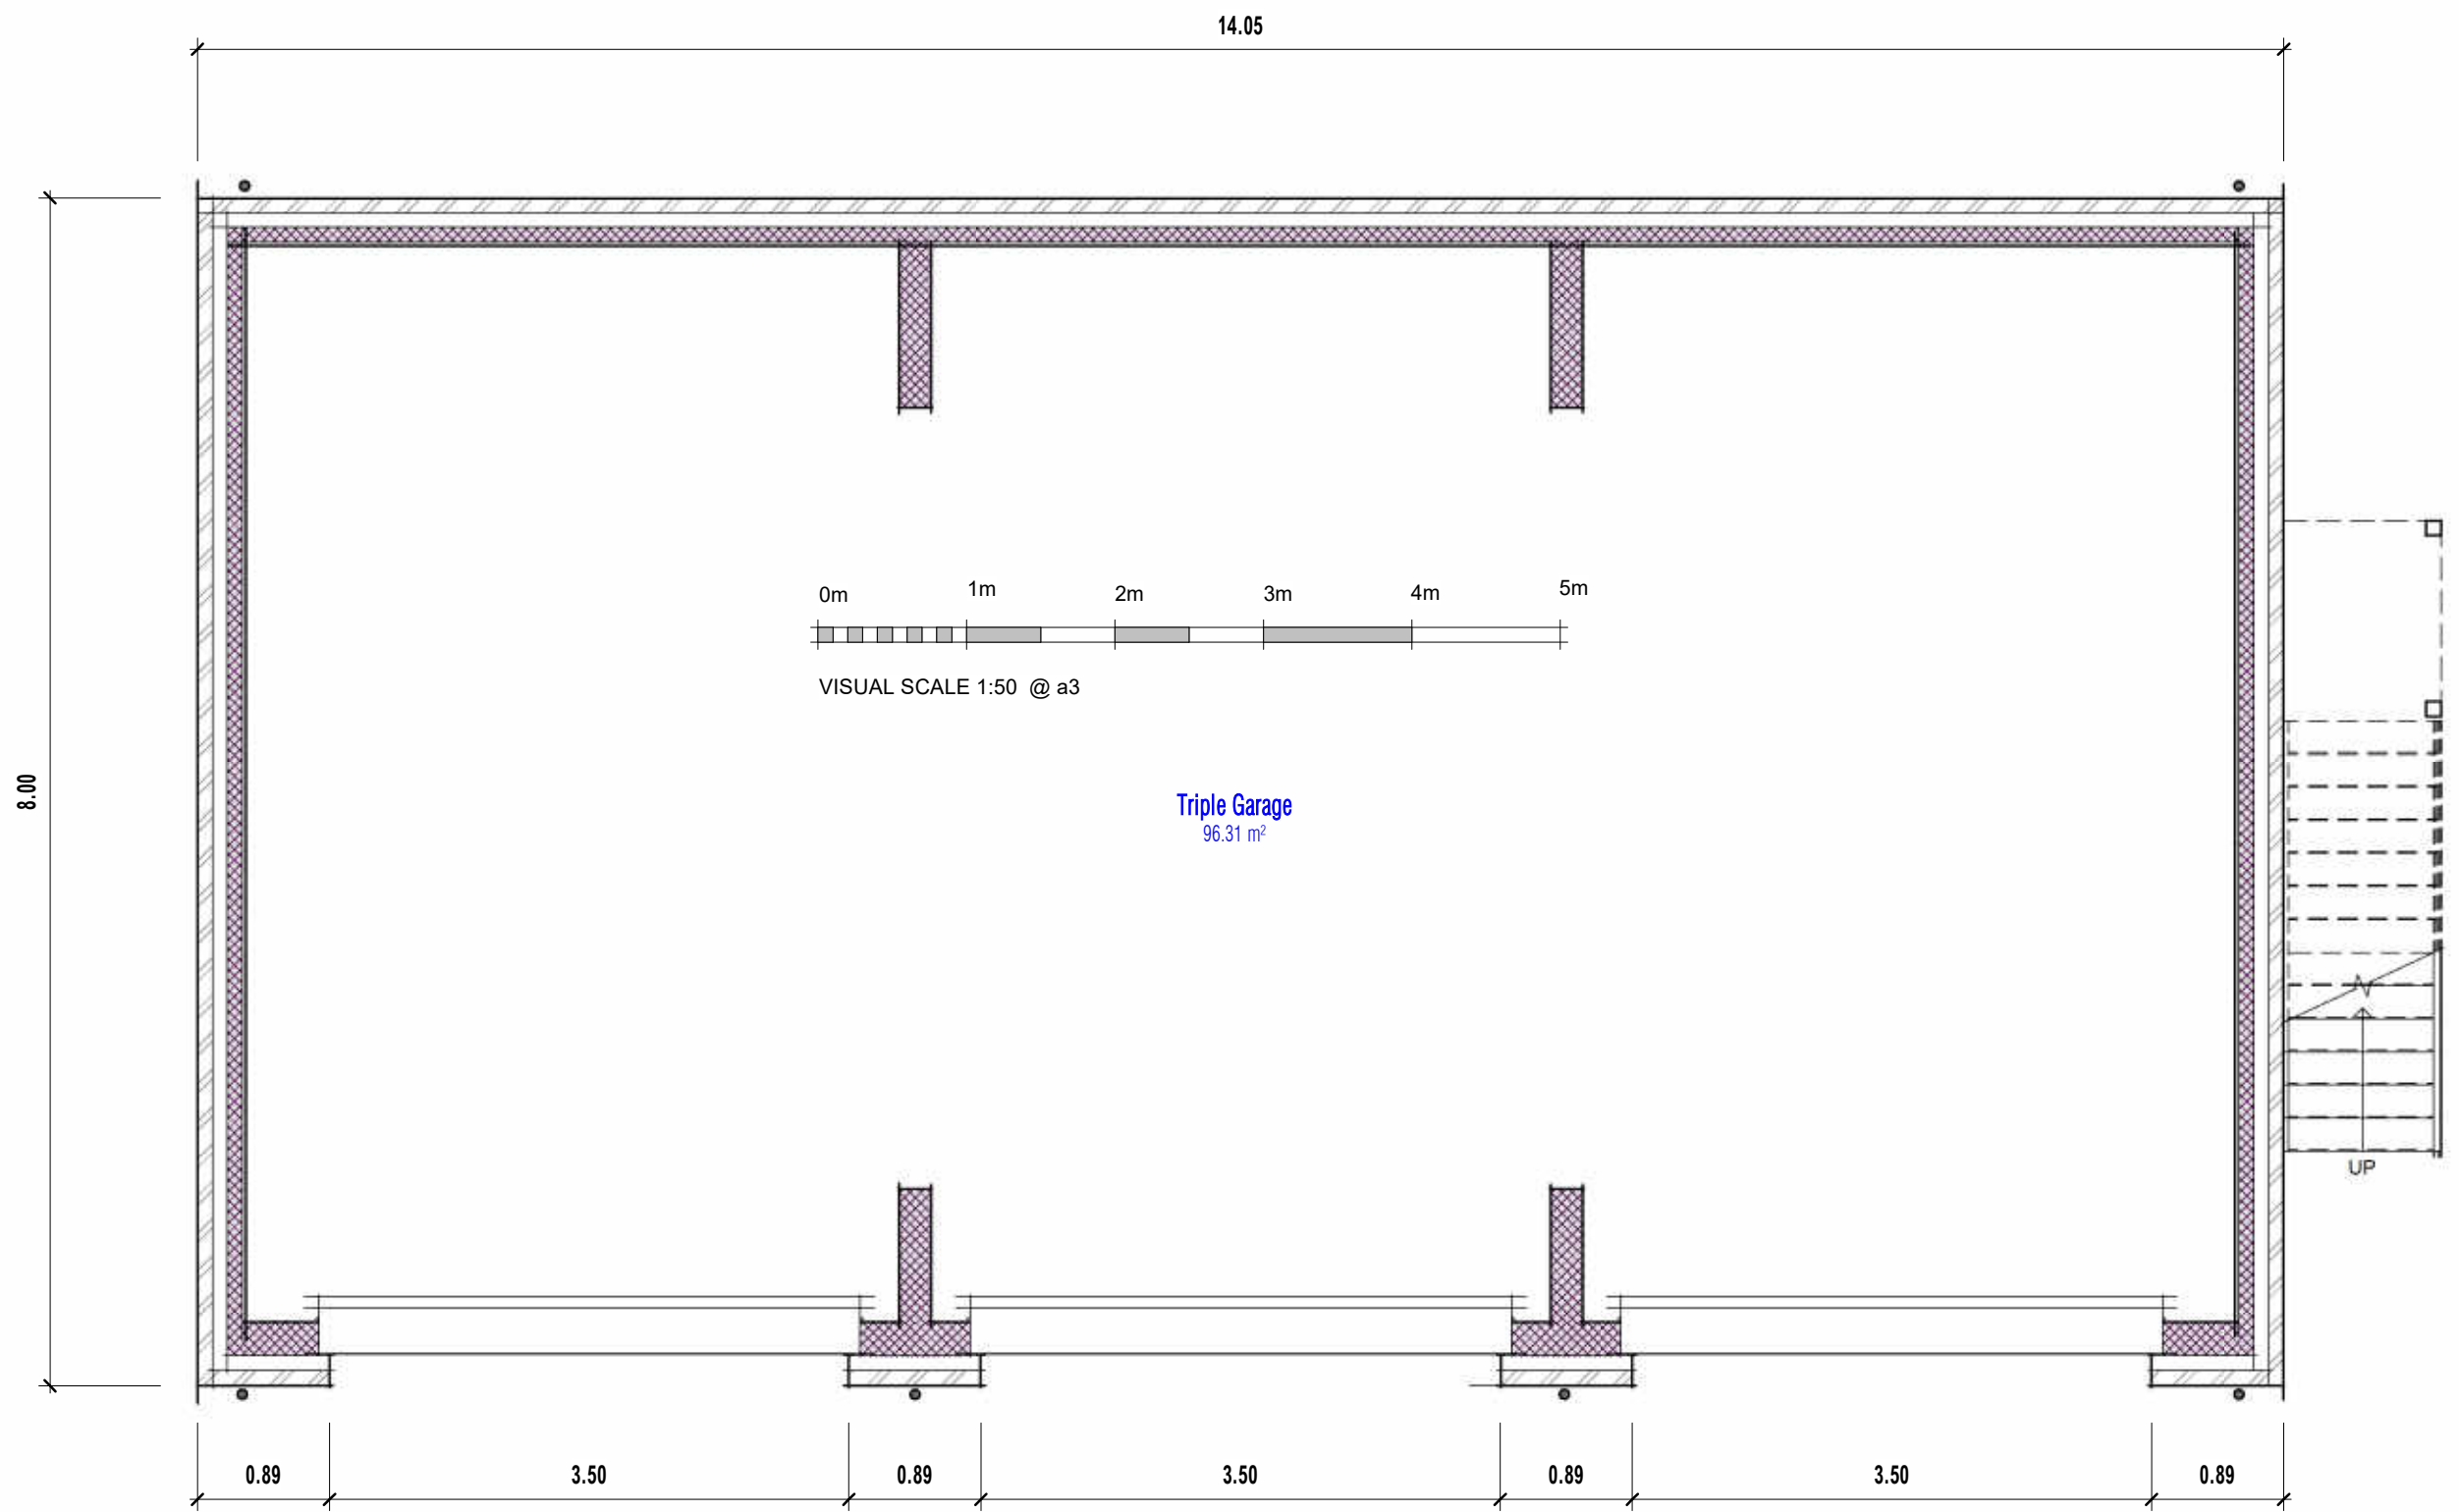 14.05
8.00
0m 1m 2m 3m 4m 5m
VISUAL SCALE 1:50 @ a3
Triple Garage
96.31 m²
UP
0.89 3.50 0.89 3.50 0.89 3.50 0.89